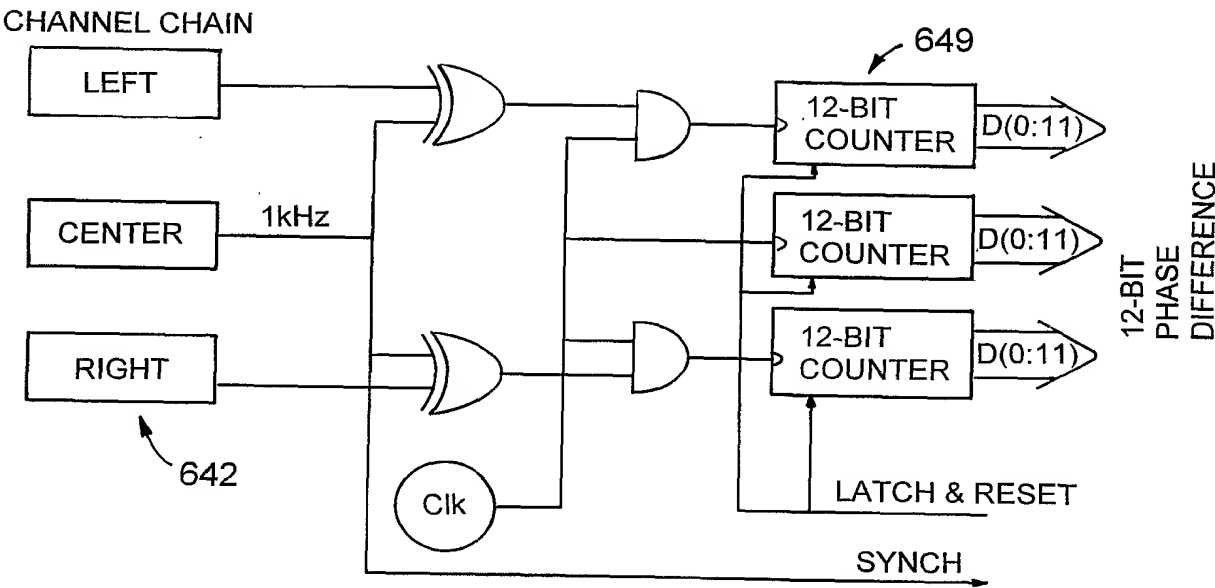 CHANNEL CHAIN
LEFT
CENTER
RIGHT
642
1kHz
Clk
649
12-BIT
COUNTER
D(0:11)
12-BIT
COUNTER
D(0:11)
12-BIT
COUNTER
D(0:11)
12-BIT
PHASE
DIFFERENCE
LATCH & RESET
SYNCH